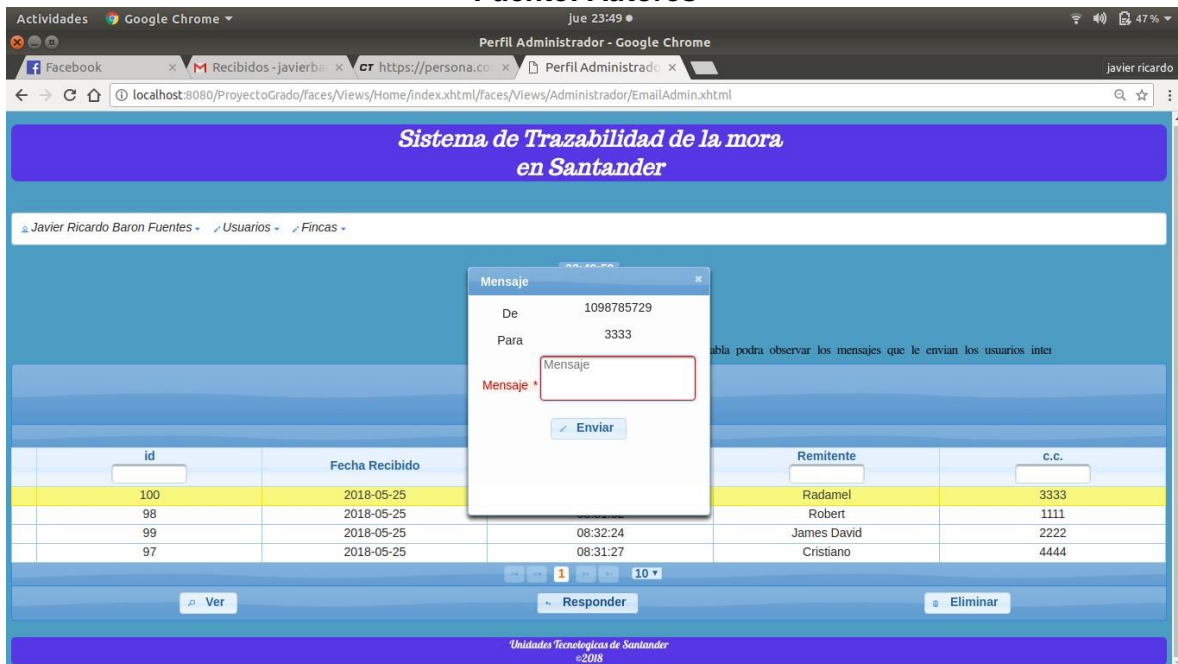 Actividades Google Chrome jue 23:49 47 %
Perfil Administrador - Google Chrome
Facebook Recibidos - javierba https://persona.co Perfil Administrado javier ricardo
localhost:8080/ProyectoGrado/faces/Views/Home/index.xhtml/faces/Views/Administrador/EmailAdmin.xhtml
Sistema de Trazabilidad de la mora
en Santander
Javier Ricardo Baron Fuentes Usuarios Fincas
Mensaje
De 1098785729
Para 3333
podra observar los mensajes que le envian los usuarios
Mensaje
Mensaje *
Enviar
id Fecha Recibido Remitente c.c.
100 2018-05-25 Radamel 3333
98 2018-05-25 Robert 1111
99 2018-05-25 08:32:24 James David 2222
97 2018-05-25 08:31:27 Cristiano 4444
1 10
Ver Responder Eliminar
Unidades Tecnologicas de Santander
©2018